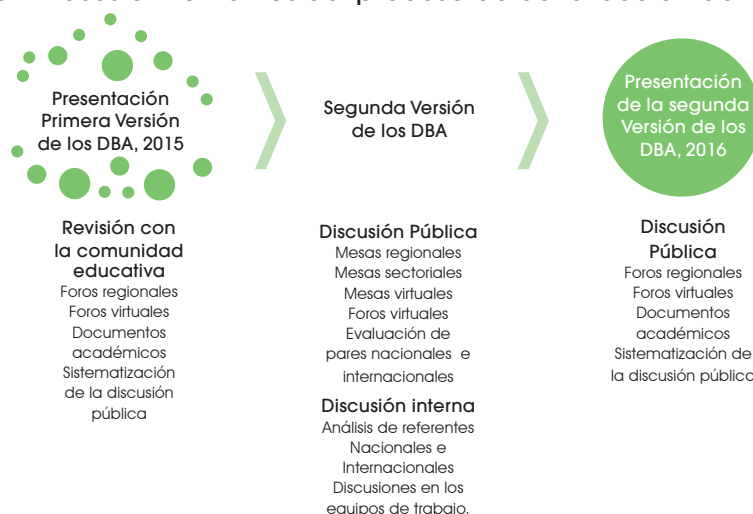 Presentación
Primera Versión
de los DBA, 2015
Revisión con
la comunidad
educativa
Foros regionales
Foros virtuales
Documentos
académicos
Sistematización
de la discusión
pública
Segunda Versión
de los DBA
Discusión Pública
Mesas regionales
Mesas sectoriales
Mesas virtuales
Foros virtuales
Evaluación de
pares nacionales e
internacionales
Discusión interna
Análisis de referentes
Nacionales e
Internacionales
Discusiones en los
equipos de trabajo.
Presentación
de la segunda
Versión de los
DBA, 2016
Discusión
Pública
Foros regionales
Foros virtuales
Documentos
académicos
Sistematización de
la discusión pública